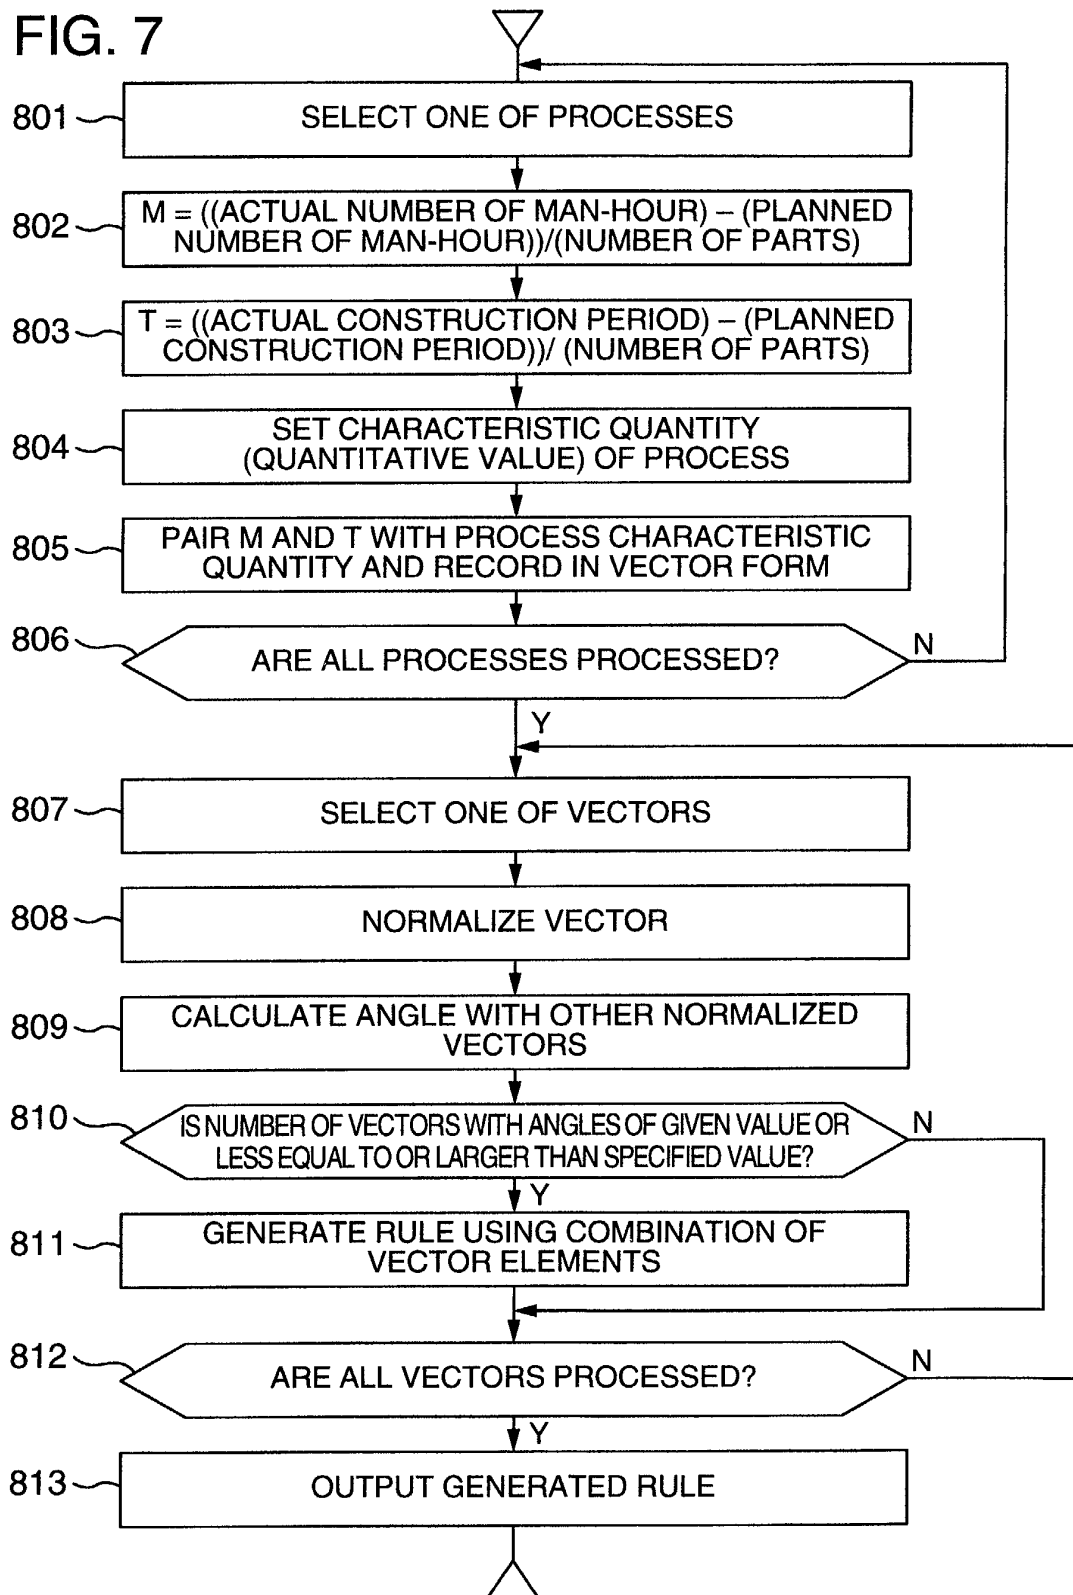 FIG. 7
801
SELECT ONE OF PROCESSES
802
M = ((ACTUAL NUMBER OF MAN-HOUR) – (PLANNED
NUMBER OF MAN-HOUR))/(NUMBER OF PARTS)
803
T = ((ACTUAL CONSTRUCTION PERIOD) – (PLANNED
CONSTRUCTION PERIOD))/ (NUMBER OF PARTS)
804
SET CHARACTERISTIC QUANTITY
(QUANTITATIVE VALUE) OF PROCESS
805
PAIR M AND T WITH PROCESS CHARACTERISTIC
QUANTITY AND RECORD IN VECTOR FORM
806
ARE ALL PROCESSES PROCESSED?
N
Y
807
SELECT ONE OF VECTORS
808
NORMALIZE VECTOR
809
CALCULATE ANGLE WITH OTHER NORMALIZED
VECTORS
810
IS NUMBER OF VECTORS WITH ANGLES OF GIVEN VALUE OR
LESS EQUAL TO OR LARGER THAN SPECIFIED VALUE?
N
Y
811
GENERATE RULE USING COMBINATION OF
VECTOR ELEMENTS
812
ARE ALL VECTORS PROCESSED?
N
Y
813
OUTPUT GENERATED RULE